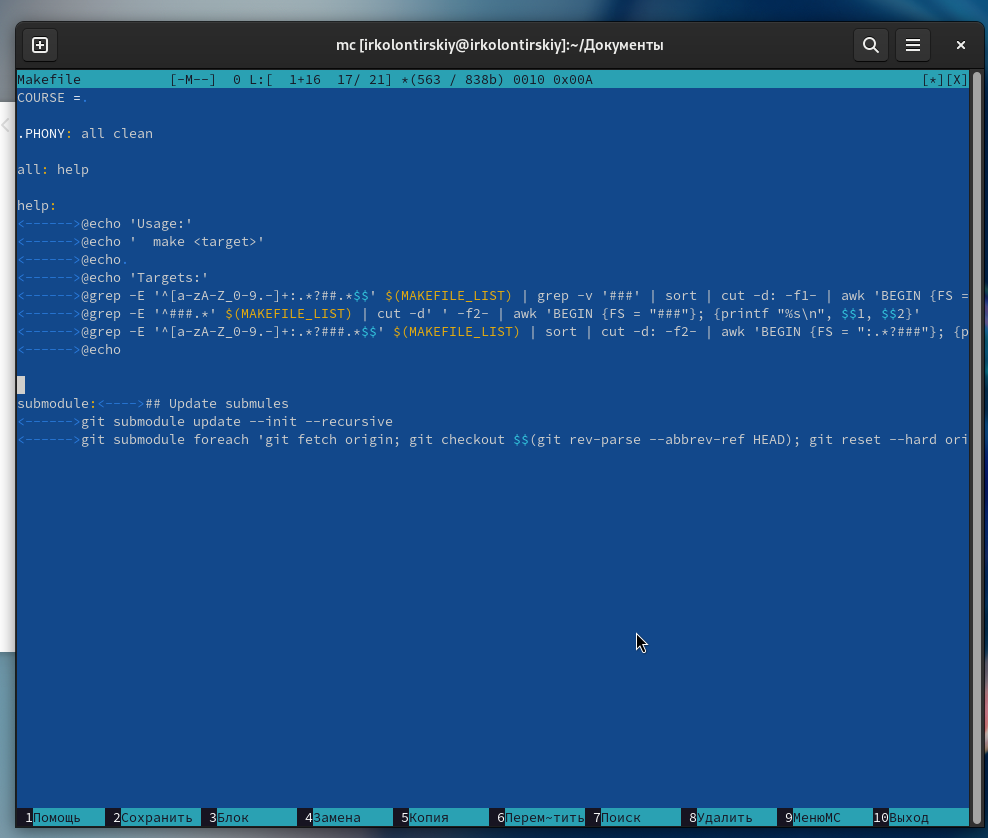 mc [irkolontirskiy@irkolontirskiy]:~/Документы
Makefile [-M--] 0 L:[ 1+16 17/ 21] *(563 / 838b) 0010 0x00A [*][X]
COURSE =.
.PHONY: all clean
all: help
help:
<------>@echo 'Usage:'
<------>@echo '  make <target>'
<------>@echo.
<------>@echo 'Targets:'
<------>@grep -E '^[a-zA-Z_0-9.-]+:.*?##.*$$' $(MAKEFILE_LIST) | grep -v '###' | sort | cut -d: -f1- | awk 'BEGIN {FS =
<------>@grep -E '^###.*' $(MAKEFILE_LIST) | cut -d' ' -f2- | awk 'BEGIN {FS = "###"}; {printf "%s\n", $$1, $$2}'
<------>@grep -E '^[a-zA-Z_0-9.-]+:.*?###.*$$' $(MAKEFILE_LIST) | sort | cut -d: -f2- | awk 'BEGIN {FS = ":.*?###"}; {p
<------>@echo
submodule:<---->## Update submules
<------>git submodule update --init --recursive
<------>git submodule foreach 'git fetch origin; git checkout $$(git rev-parse --abbrev-ref HEAD); git reset --hard ori
1Помощь 2Сохранить 3Блок 4Замена 5Копия 6Перем~тить 7Поиск 8Удалить 9МенюМС 10Выход